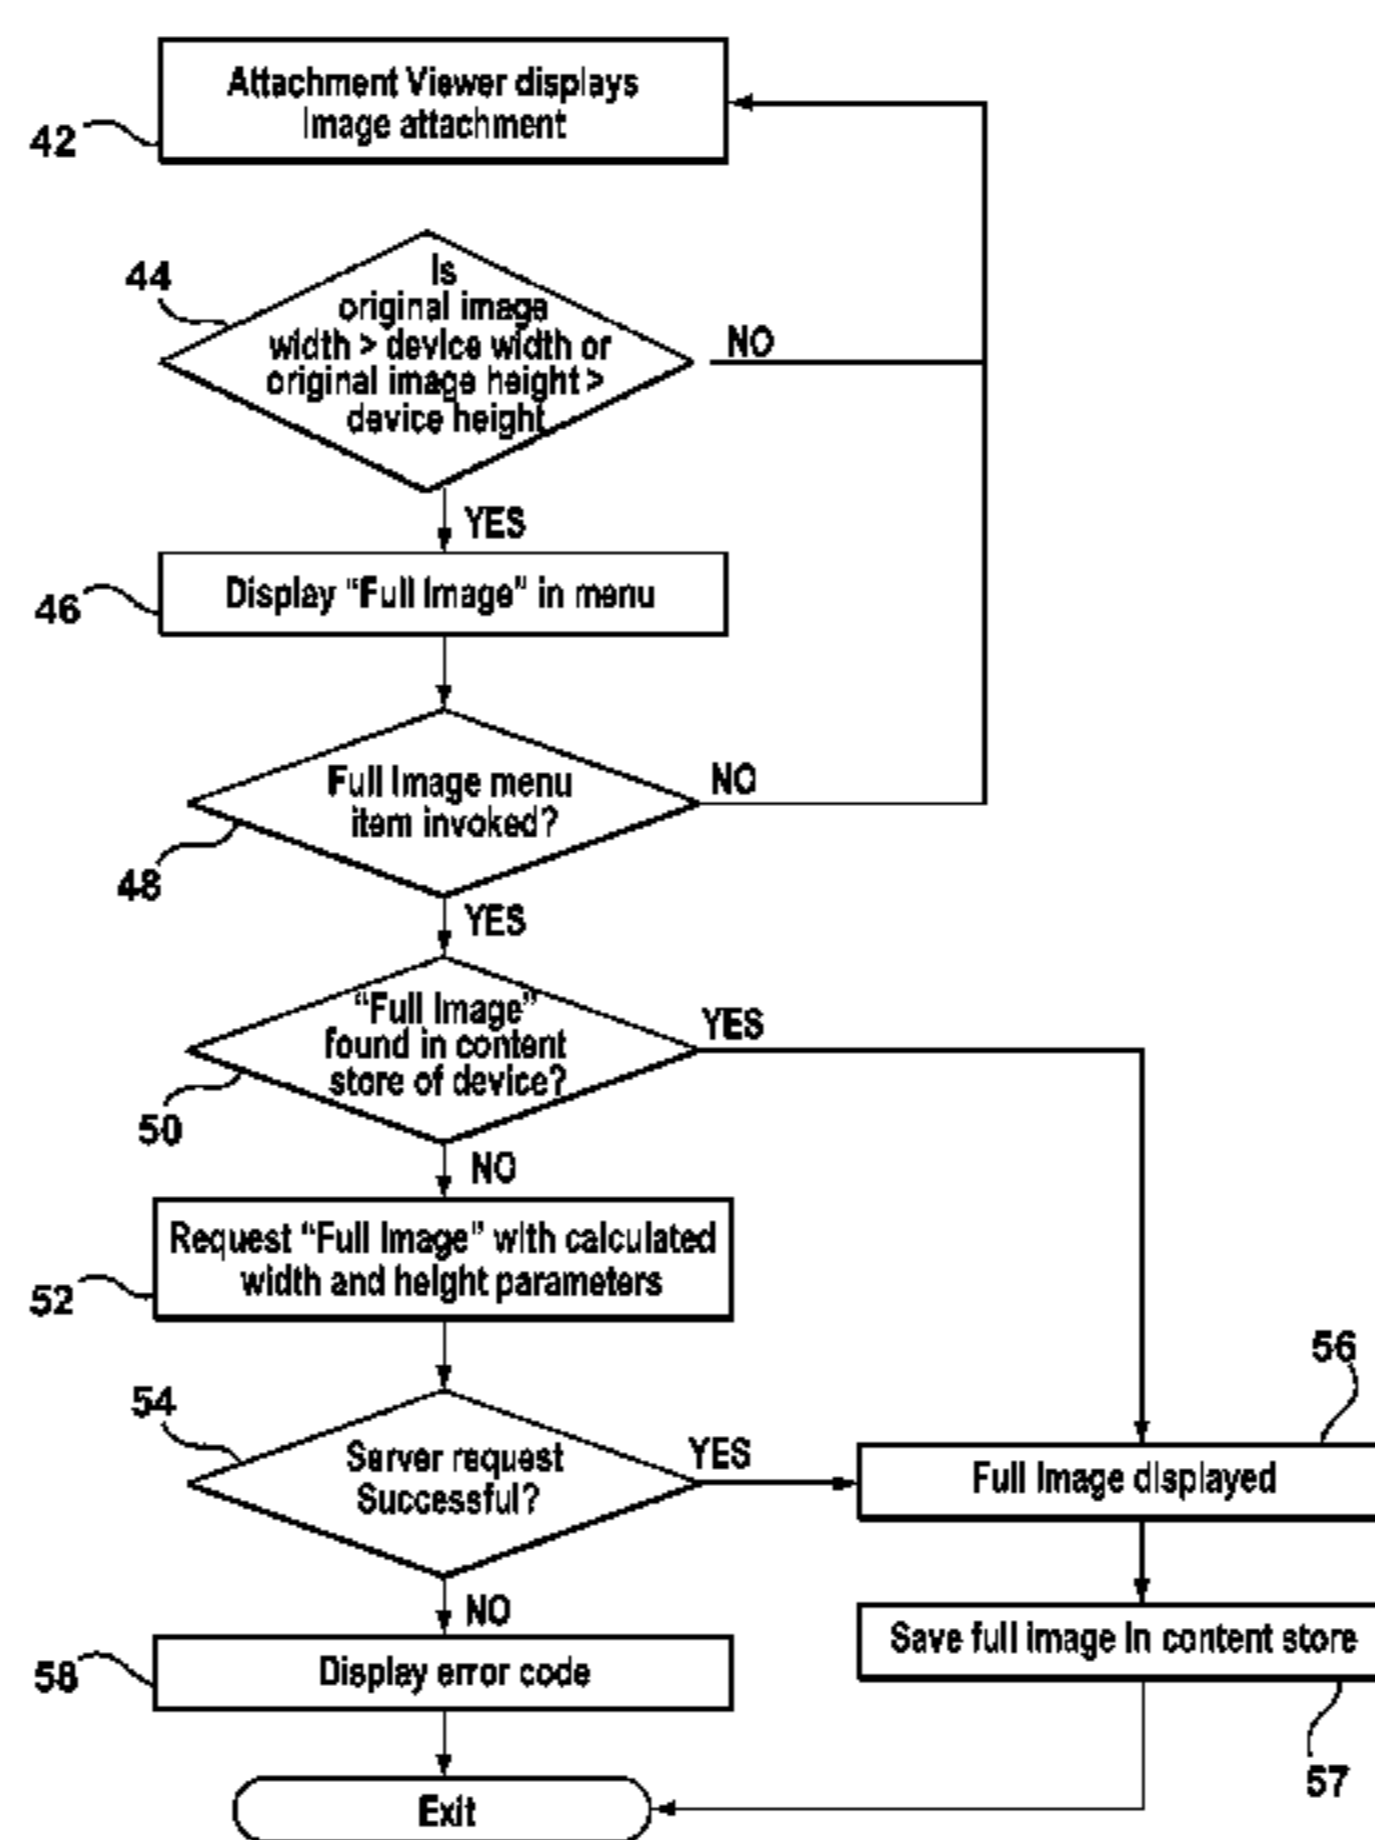 Attachment Viewer displays
Image attachment
42
44
Is
original image
width > device width or
original image height >
device height
NO
YES
46
Display “Full Image” in menu
Full Image menu
item invoked?
NO
48
YES
“Full Image”
found in content
store of device?
YES
50
NO
Request “Full Image” with calculated
width and height parameters
52
54
Server request
Successful?
YES
56
Full Image displayed
NO
Save full image in content store
58
Display error code
57
Exit